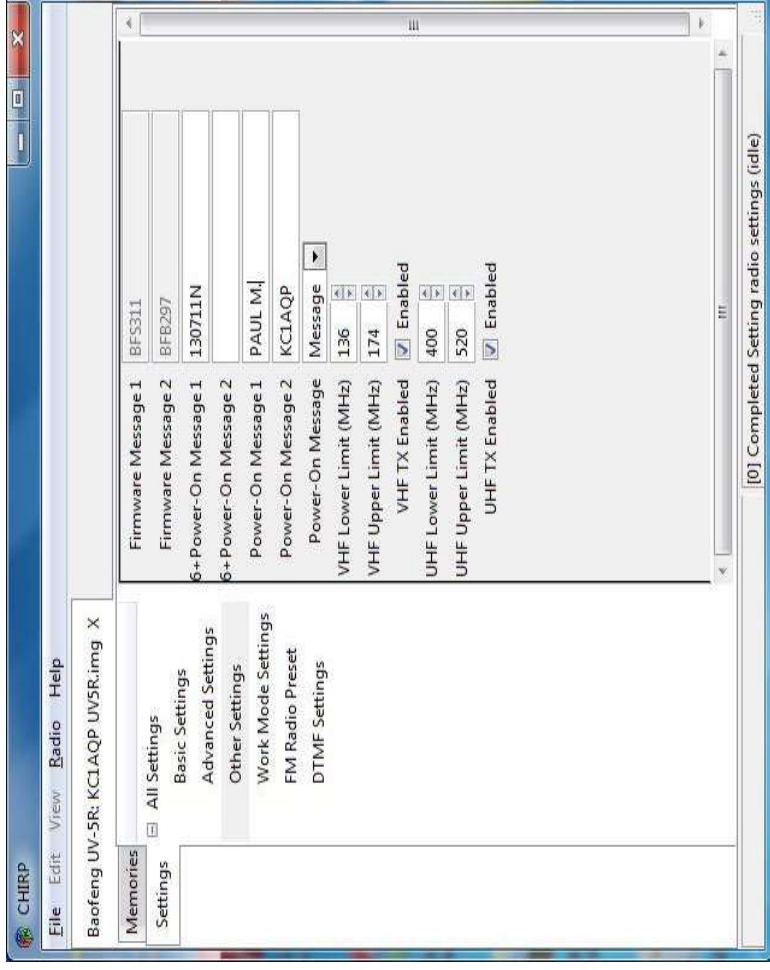 CHIRP
File Edit View Radio Help
Baofeng UV-5R: KC1AQP UV5R.img X
Memories
Settings
All Settings
Basic Settings
Advanced Settings
Other Settings
Work Mode Settings
FM Radio Preset
DTMF Settings
Firmware Message 1 BFS311
Firmware Message 2 BFB297
6+Power-On Message 1 130711N
6+Power-On Message 2
Power-On Message 1 PAUL M.
Power-On Message 2 KC1AQP
Power-On Message Message
VHF Lower Limit (MHz) 136
VHF Upper Limit (MHz) 174
VHF TX Enabled Enabled
UHF Lower Limit (MHz) 400
UHF Upper Limit (MHz) 520
UHF TX Enabled Enabled
[0] Completed Setting radio settings (idle)